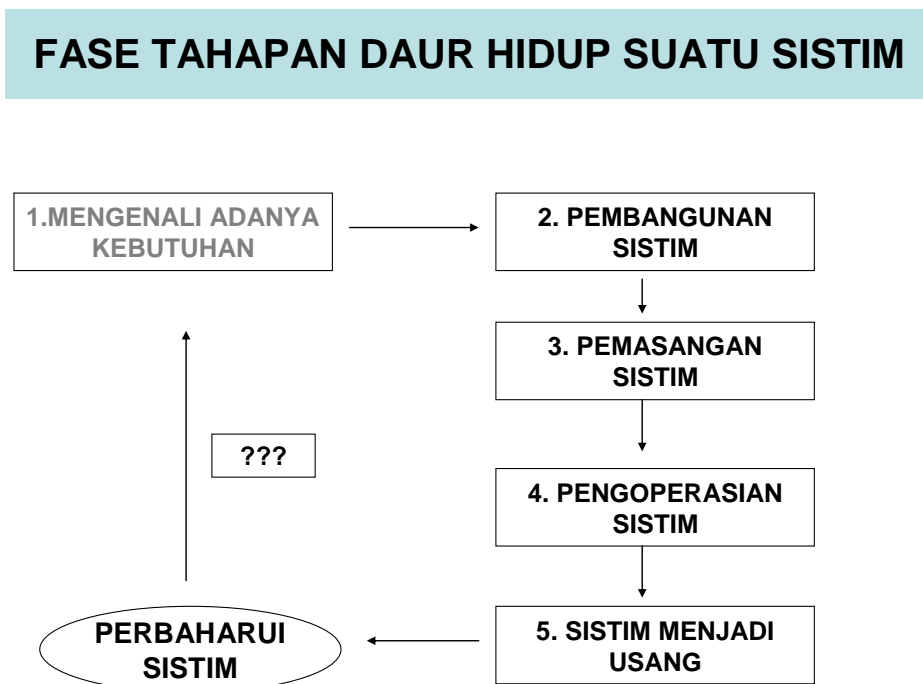 FASE TAHAPAN DAUR HIDUP SUATU SISTIM
1.MENGENALI ADANYA
KEBUTUHAN
2. PEMBANGUNAN
SISTIM
3. PEMASANGAN
SISTIM
???
4. PENGOPERASIAN
SISTIM
5. SISTIM MENJADI
USANG
PERBAHARUI
SISTIM